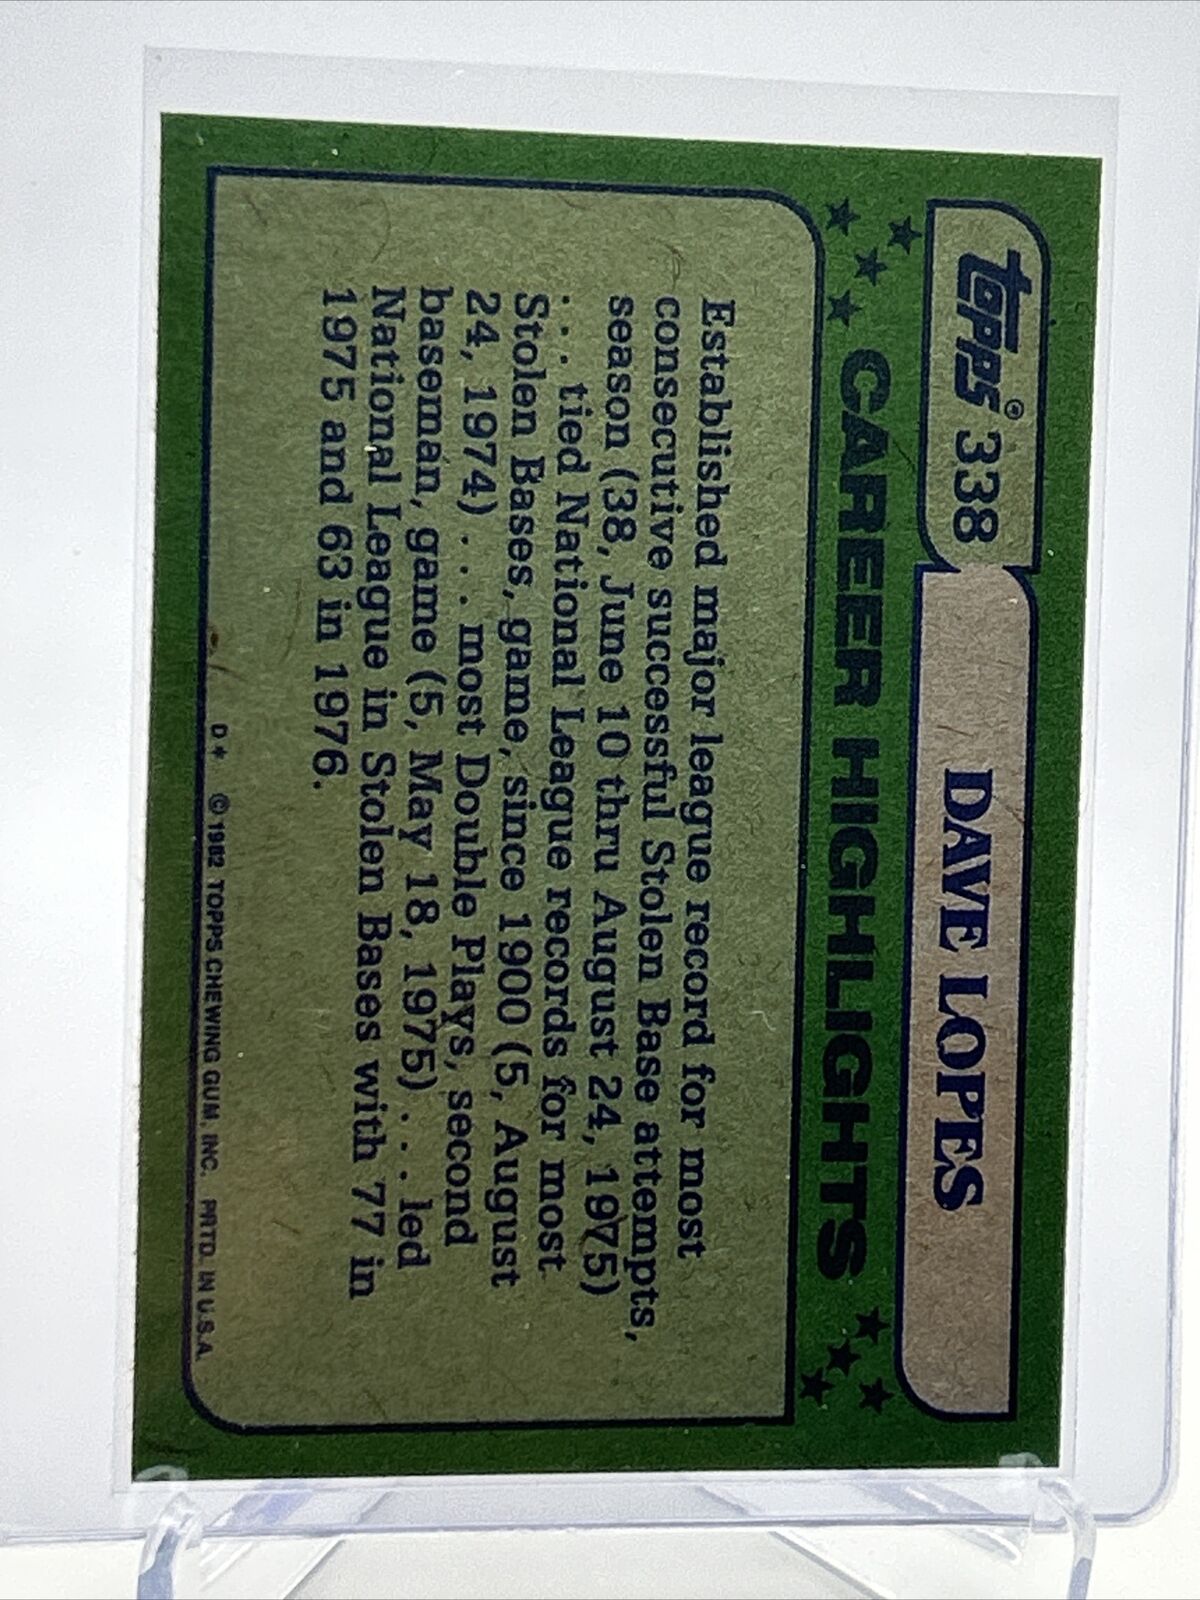 Topps® 338 DAVE LOPES
CAREER HIGHLIGHTS
Established major league record for most
consecutive successful Stolen Base attempts,
season (38, June 10 thru August 24, 1975)
. . . tied National League records for most
Stolen Bases, game, since 1900 (5, August
24, 1974) . . . most Double Plays, second
baseman, game (5, May 18, 1975) . . . led
National League in Stolen Bases with 77 in
1975 and 63 in 1976.
D* © 1982 TOPPS CHEWING GUM, INC. PRTD. IN U.S.A.